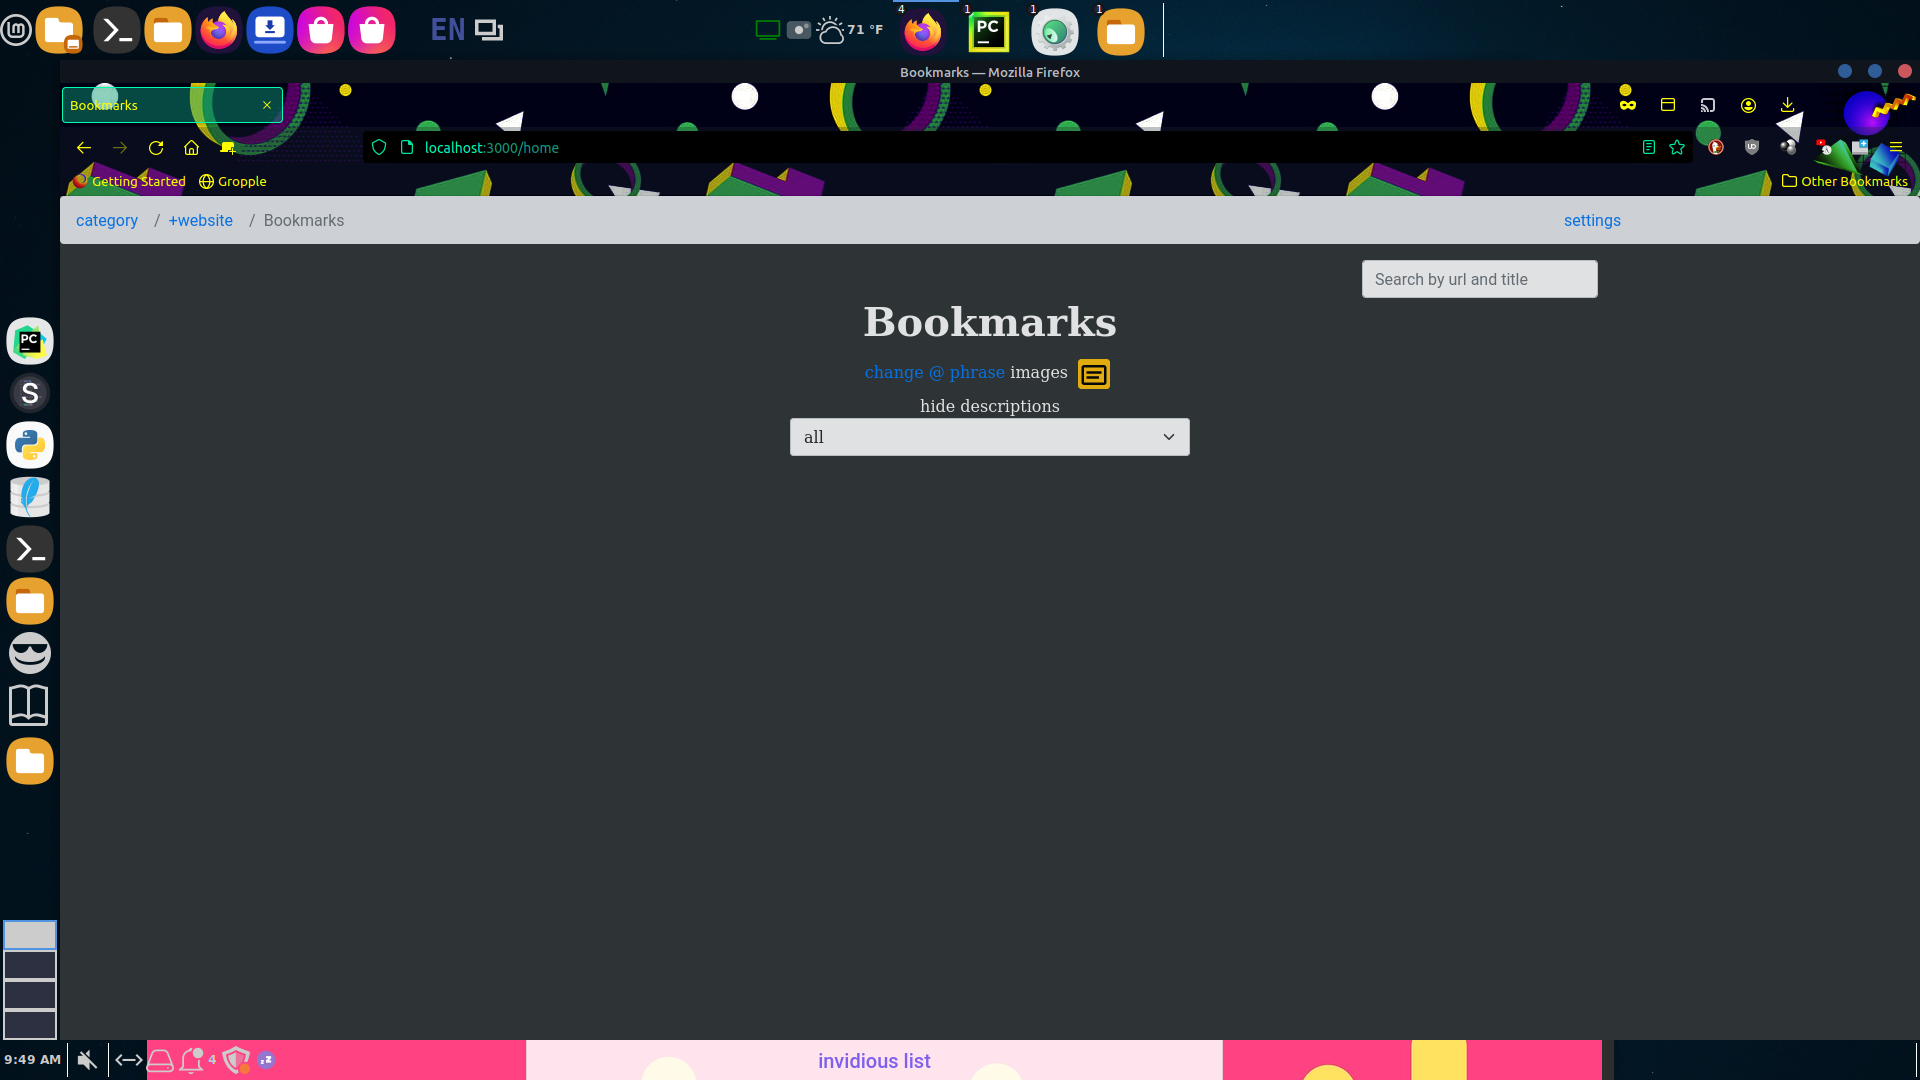 EN
71 °F
4
1
PC
1
1
Bookmarks — Mozilla Firefox
Bookmarks
localhost:3000/home
Getting Started
Gropple
Other Bookmarks
category / +website / Bookmarks
settings
Search by url and title
Bookmarks
change @ phrase images
hide descriptions
all
PC
S
9:49 AM
4
invidious list